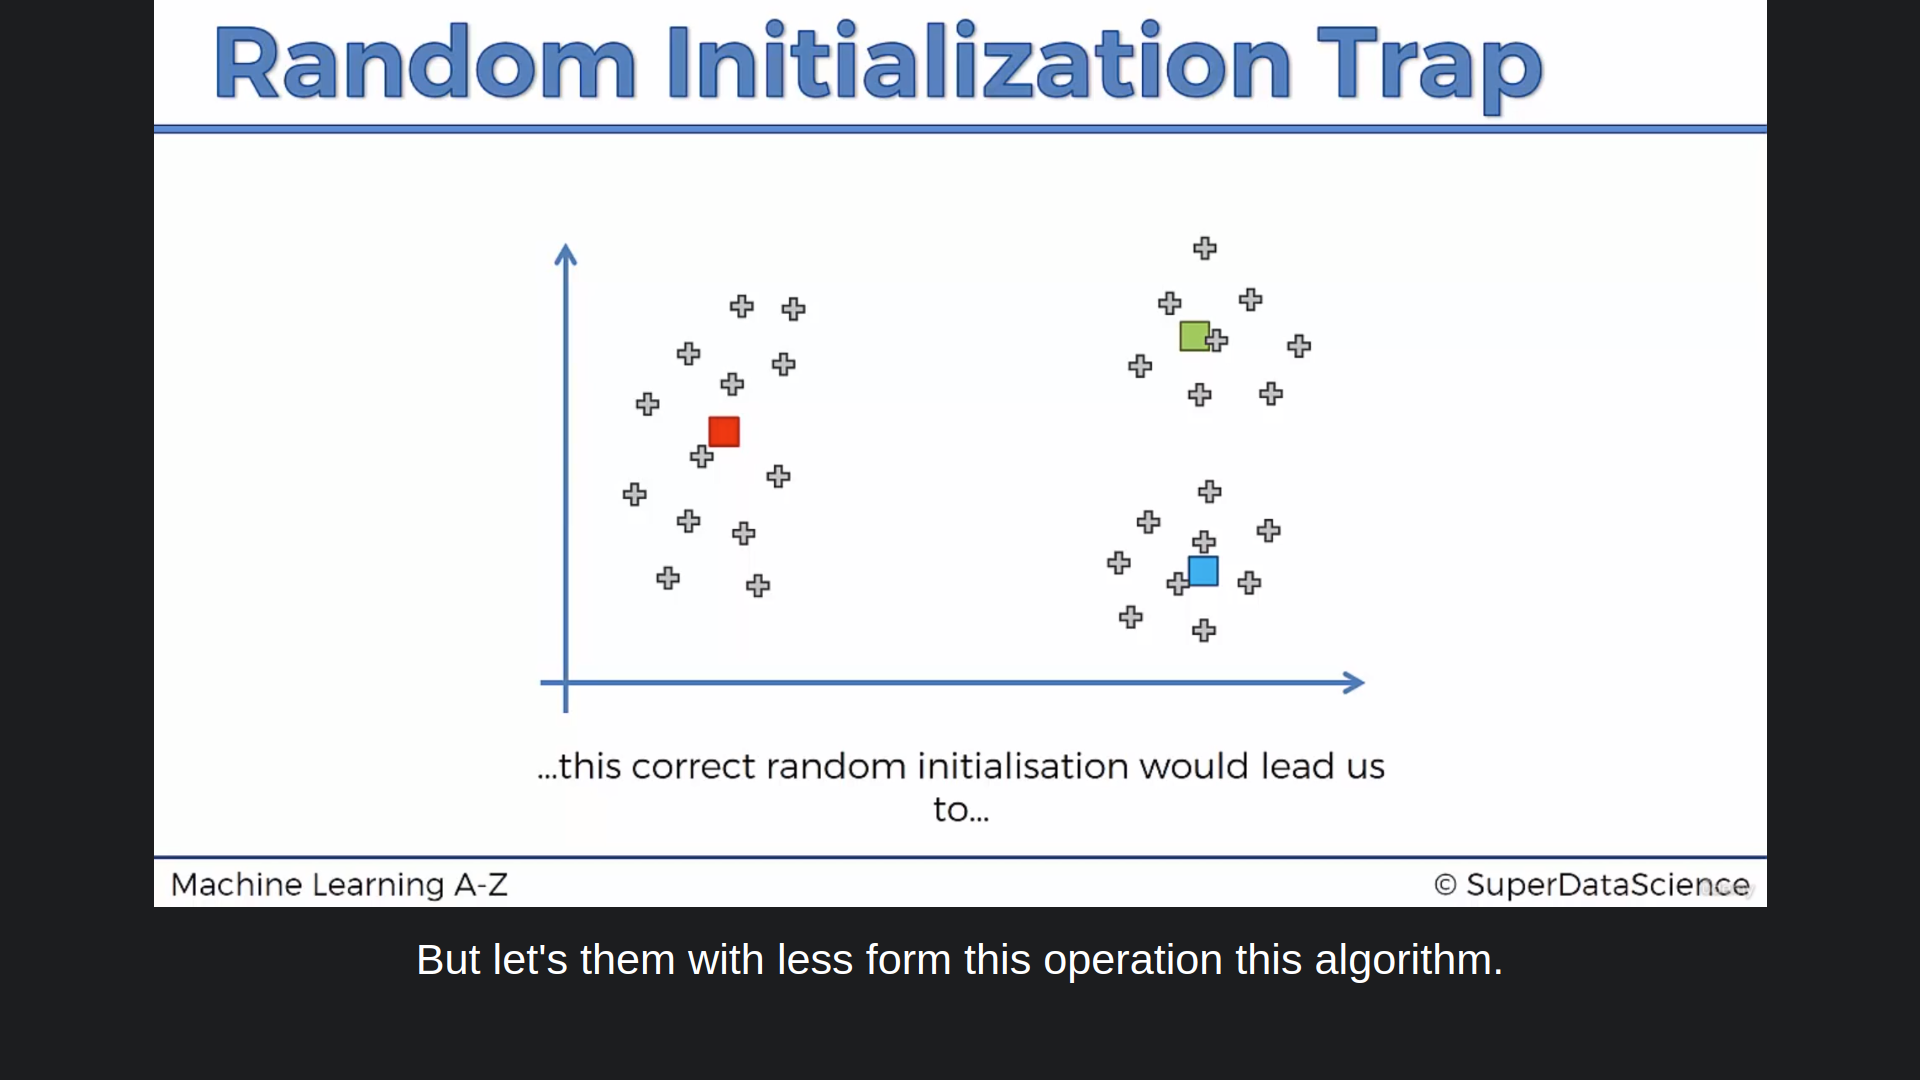 Random Initialization Trap
...this correct random initialisation would lead us
to...
Machine Learning A-Z
© SuperDataScience
But let's them with less form this operation this algorithm.